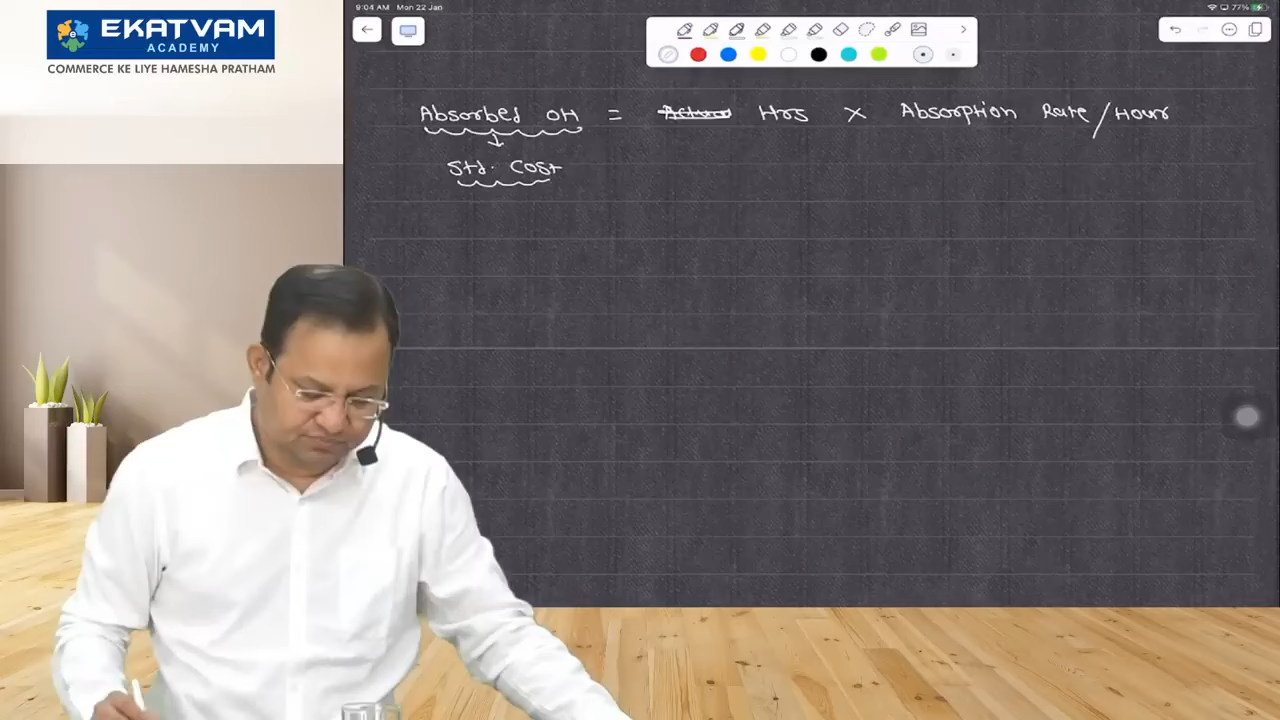 EKATVAM
ACADEMY
COMMERCE KE LIYE HAMESHA PRATHAM
9:04 AM Mon 22 Jan
77%
Absorbed OH = Hrs × Absorption Rate/Hour
Std. Cost